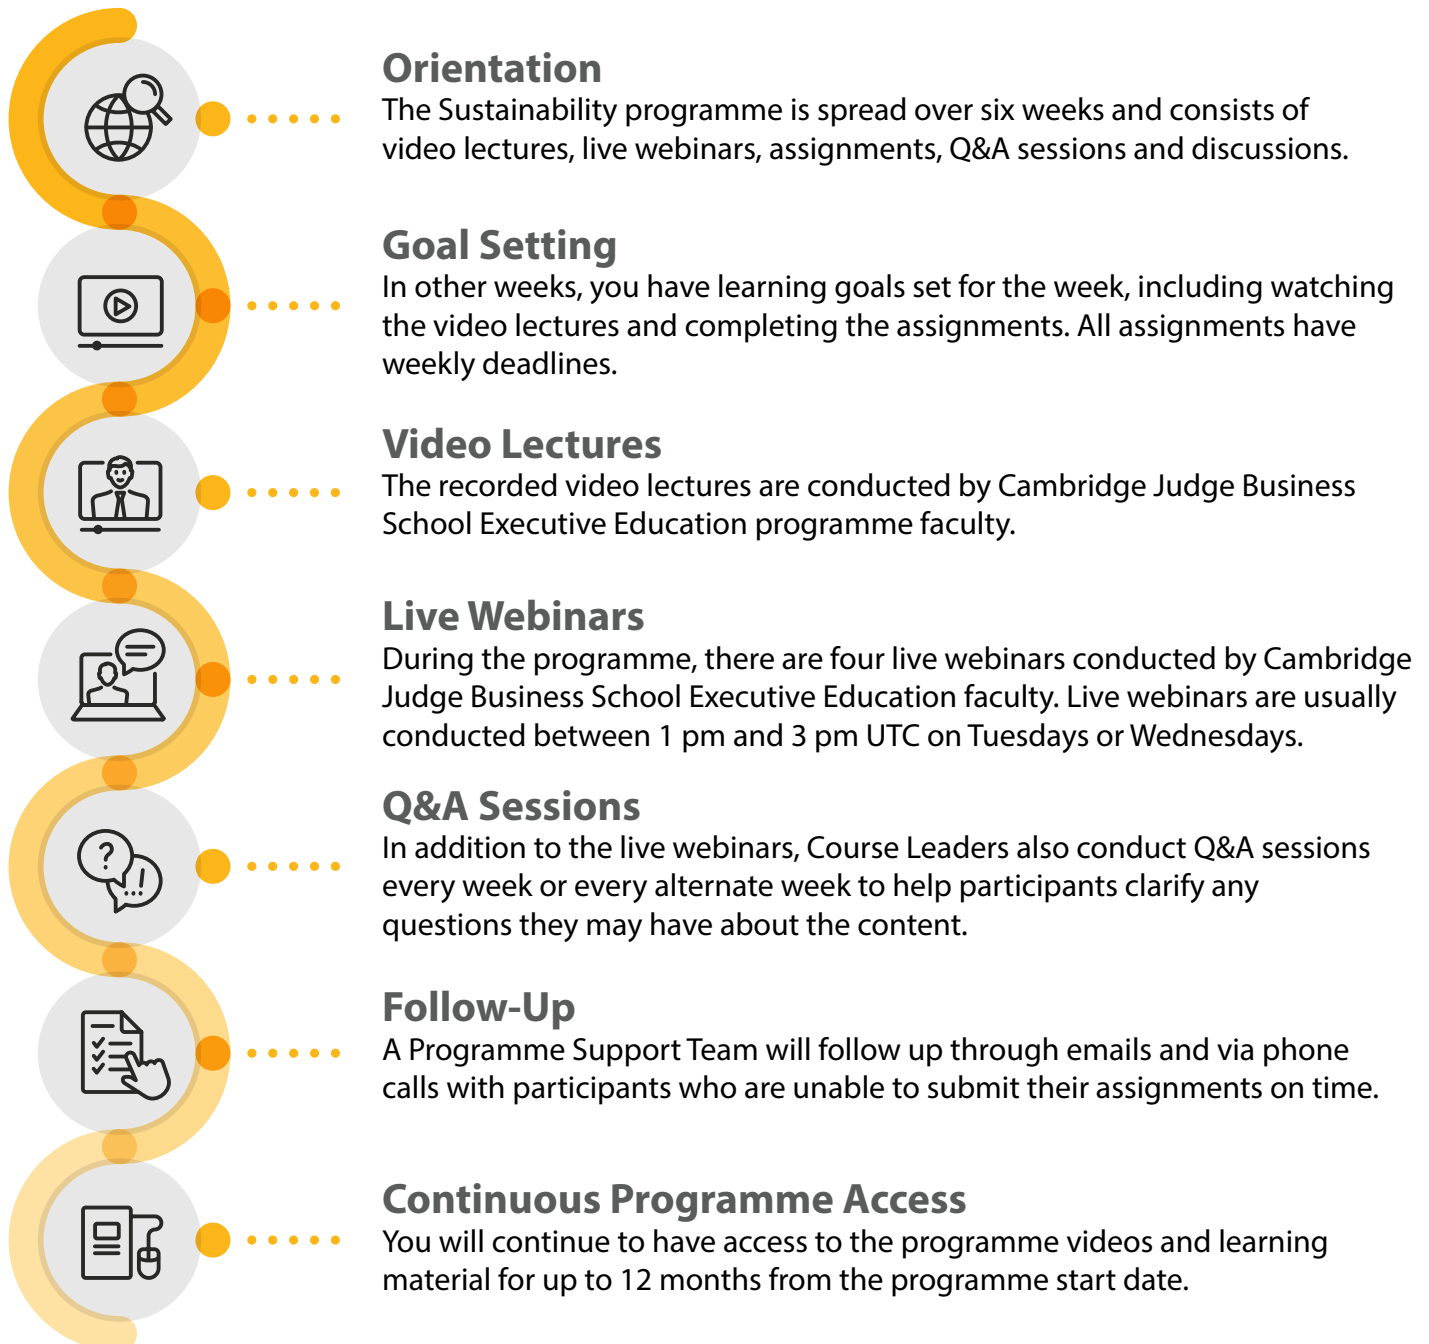 Orientation
The Sustainability programme is spread over six weeks and consists of
video lectures, live webinars, assignments, Q&A sessions and discussions.
Goal Setting
In other weeks, you have learning goals set for the week, including watching
the video lectures and completing the assignments. All assignments have
weekly deadlines.
Video Lectures
The recorded video lectures are conducted by Cambridge Judge Business
School Executive Education programme faculty.
Live Webinars
During the programme, there are four live webinars conducted by Cambridge
Judge Business School Executive Education faculty. Live webinars are usually
conducted between 1 pm and 3 pm UTC on Tuesdays or Wednesdays.
Q&A Sessions
In addition to the live webinars, Course Leaders also conduct Q&A sessions
every week or every alternate week to help participants clarify any
questions they may have about the content.
Follow-Up
A Programme Support Team will follow up through emails and via phone
calls with participants who are unable to submit their assignments on time.
Continuous Programme Access
You will continue to have access to the programme videos and learning
material for up to 12 months from the programme start date.